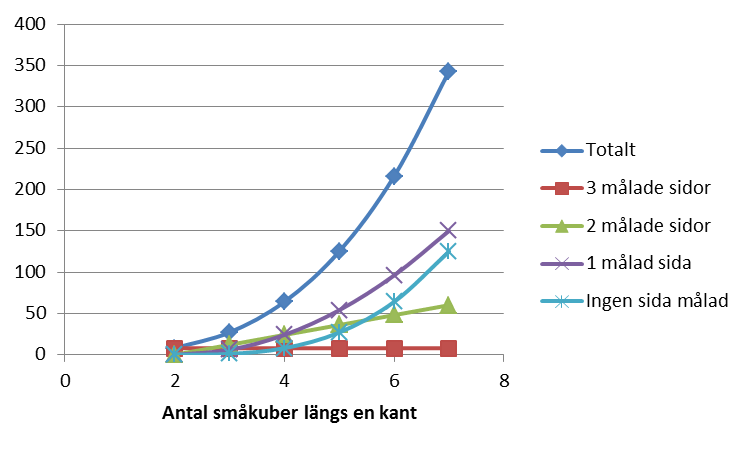 400
350
300
250
200
150
100
50
0
0 2 4 6 8
Antal småkuber längs en kant
Totalt
3 målade sidor
2 målade sidor
1 målad sida
Ingen sida målad